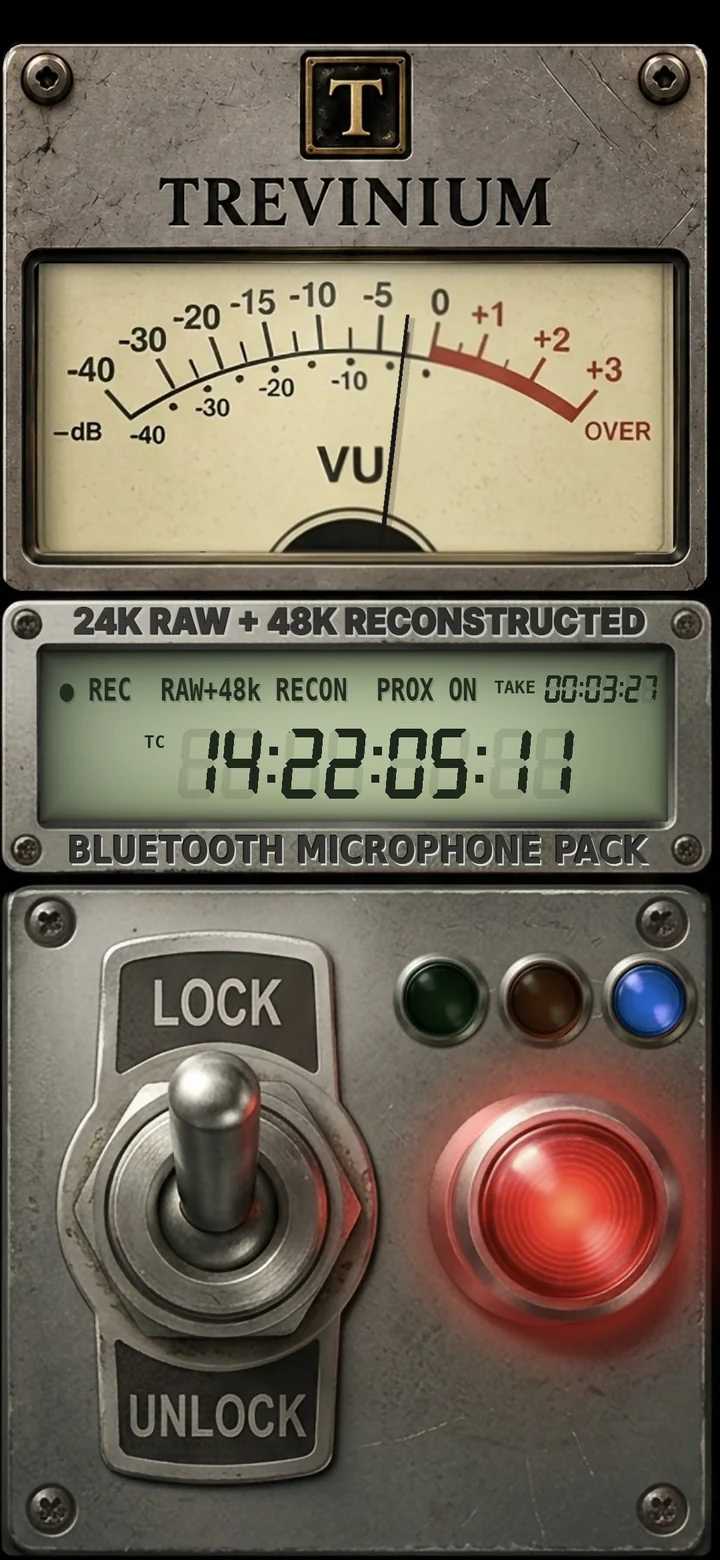 T
TREVINIUM
-40 -30 -20 -15 -10 -5 0 +1 +2 +3
-dB -40 -30 -20 -10 OVER
VU
24K RAW + 48K RECONSTRUCTED
REC RAW+48k RECON PROX ON TAKE 00:03:27
TC 14:22:05:11
BLUETOOTH MICROPHONE PACK
LOCK
UNLOCK